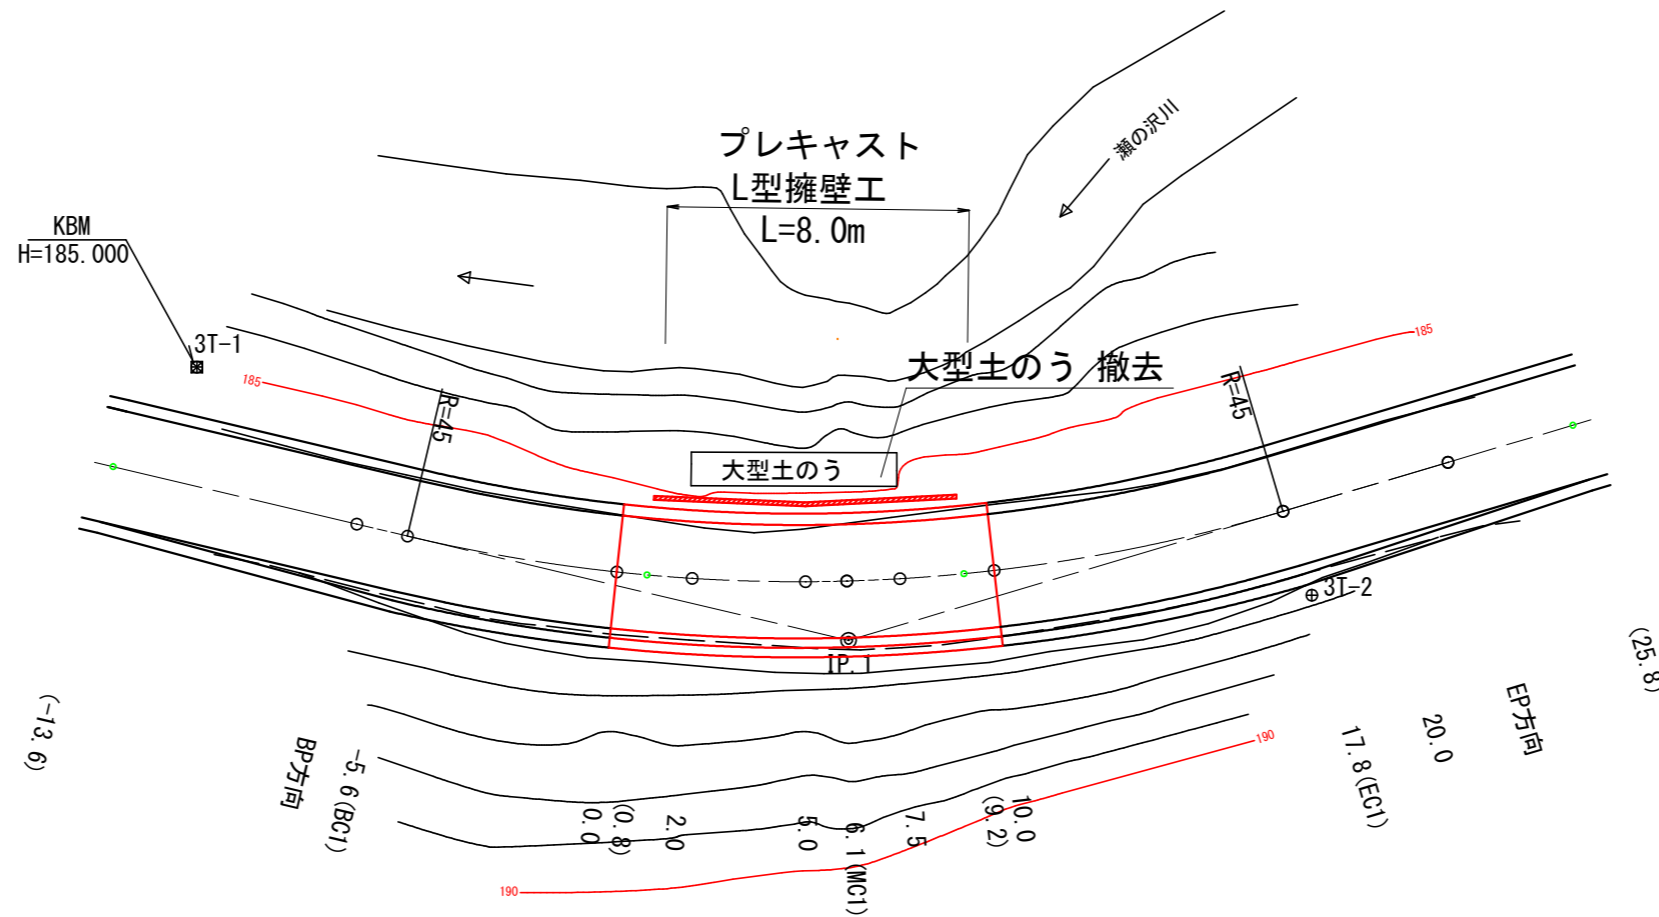 プレキャスト
L型擁壁工
L=8.0m
瀬の沢川
KBM
H=185.000
3T-1
185
185
大型土のう 撤去
R=45
R=45
大型土のう
3T-2
IP.1
(-13.6)
BP方向
-5.6(BC1)
0.0
(0.8)
2.0
5.0
6.1(MC1)
7.5
(9.2)
10.0
17.8(EC1)
20.0
EP方向
(25.8)
190
190